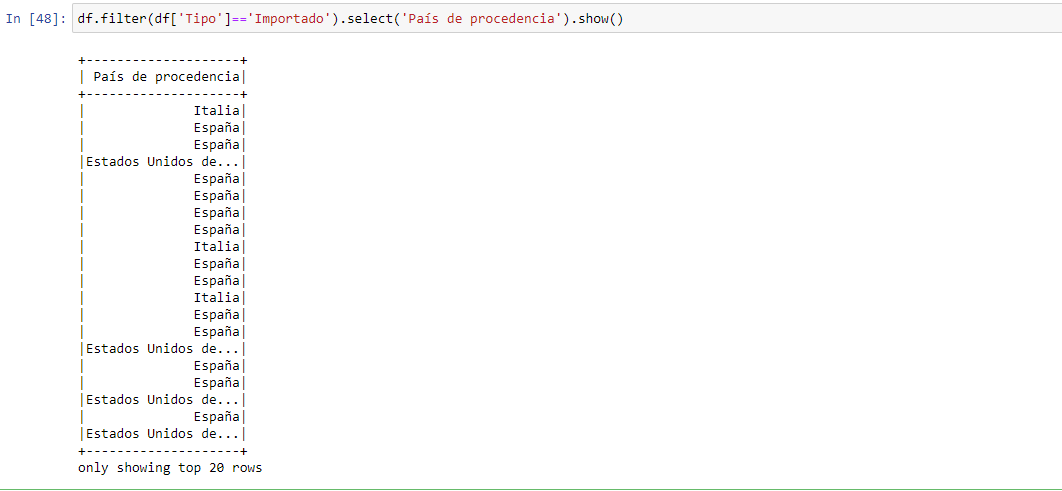 In [48]: df.filter(df['Tipo']=='Importado').select('País de procedencia').show()
+--------------------+
| País de procedencia|
+--------------------+
|              Italia|
|              España|
|              España|
|Estados Unidos de...|
|              España|
|              España|
|              España|
|              España|
|              Italia|
|              España|
|              España|
|              Italia|
|              España|
|              España|
|Estados Unidos de...|
|              España|
|              España|
|Estados Unidos de...|
|              España|
|Estados Unidos de...|
+--------------------+
only showing top 20 rows